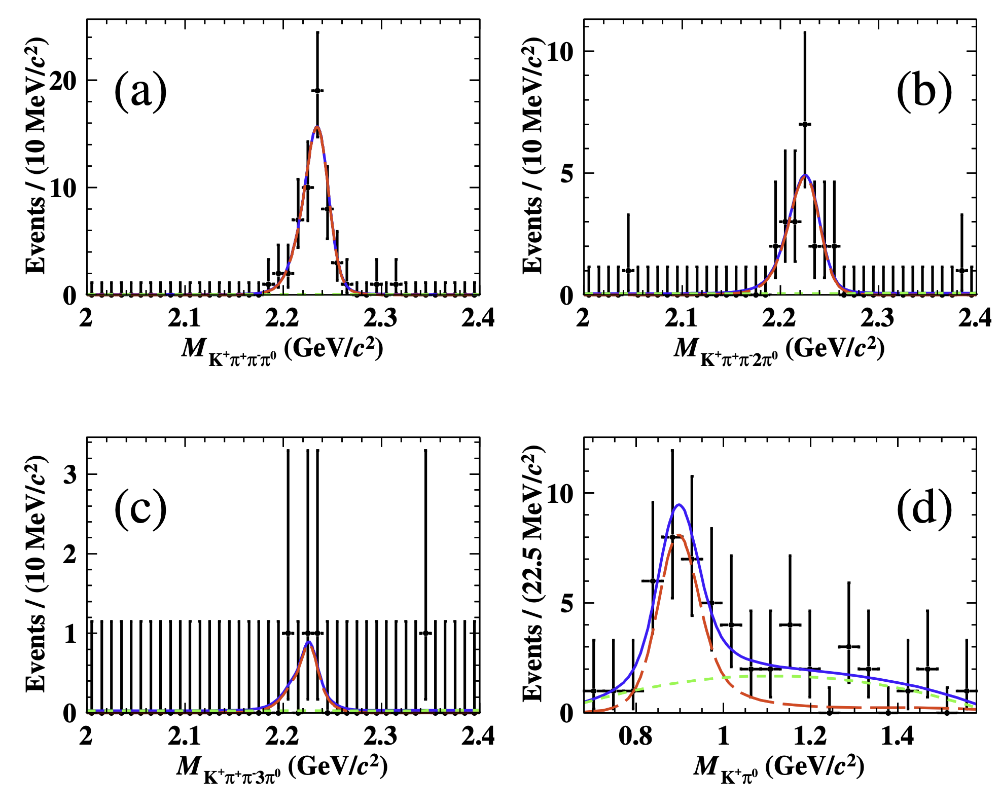 Events / (10 MeV/c²)
20
10
0
(a)
2 2.1 2.2 2.3 2.4
M K⁺π⁺π⁻π⁰ (GeV/c²)
Events / (10 MeV/c²)
10
5
0
(b)
2 2.1 2.2 2.3 2.4
M K⁺π⁺π⁻2π⁰ (GeV/c²)
Events / (10 MeV/c²)
3
2
1
0
(c)
2 2.1 2.2 2.3 2.4
M K⁺π⁺π⁻3π⁰ (GeV/c²)
Events / (22.5 MeV/c²)
10
5
0
(d)
0.8 1 1.2 1.4
M K⁺π⁰ (GeV/c²)